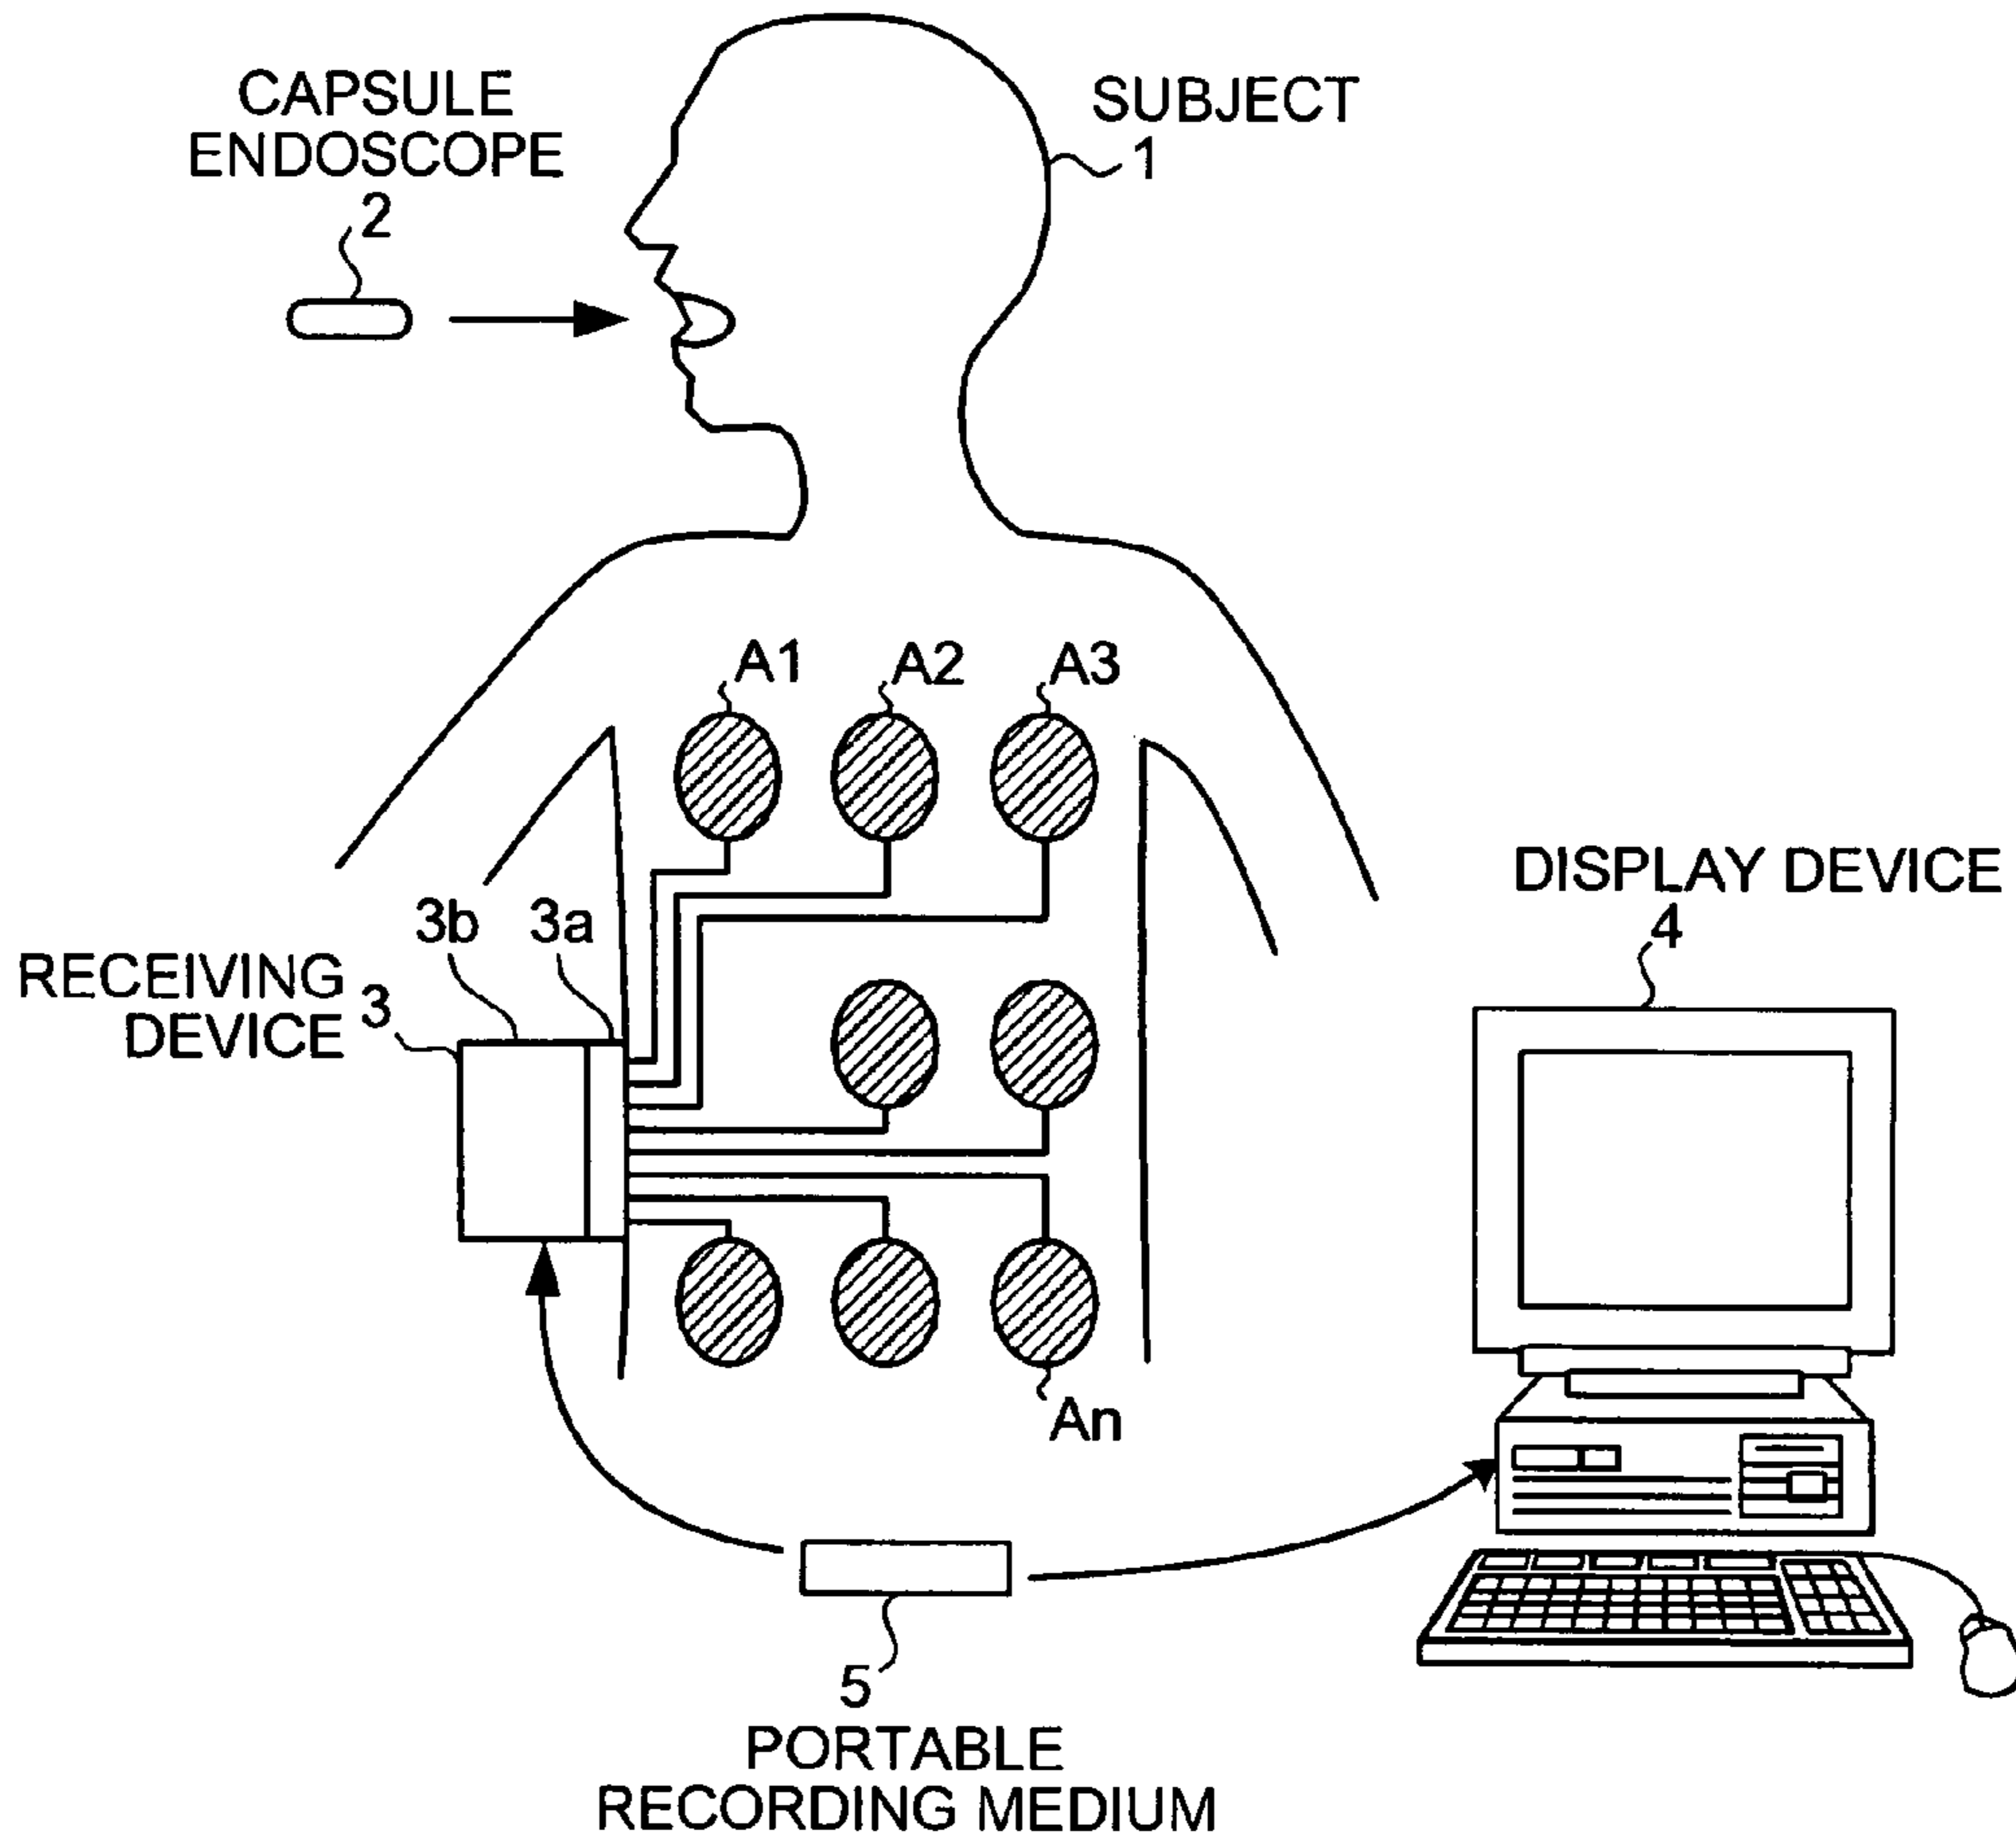 CAPSULE
ENDOSCOPE
2
SUBJECT
1
A1
A2
A3
3b
3a
RECEIVING
DEVICE
3
DISPLAY DEVICE
4
An
5
PORTABLE
RECORDING MEDIUM